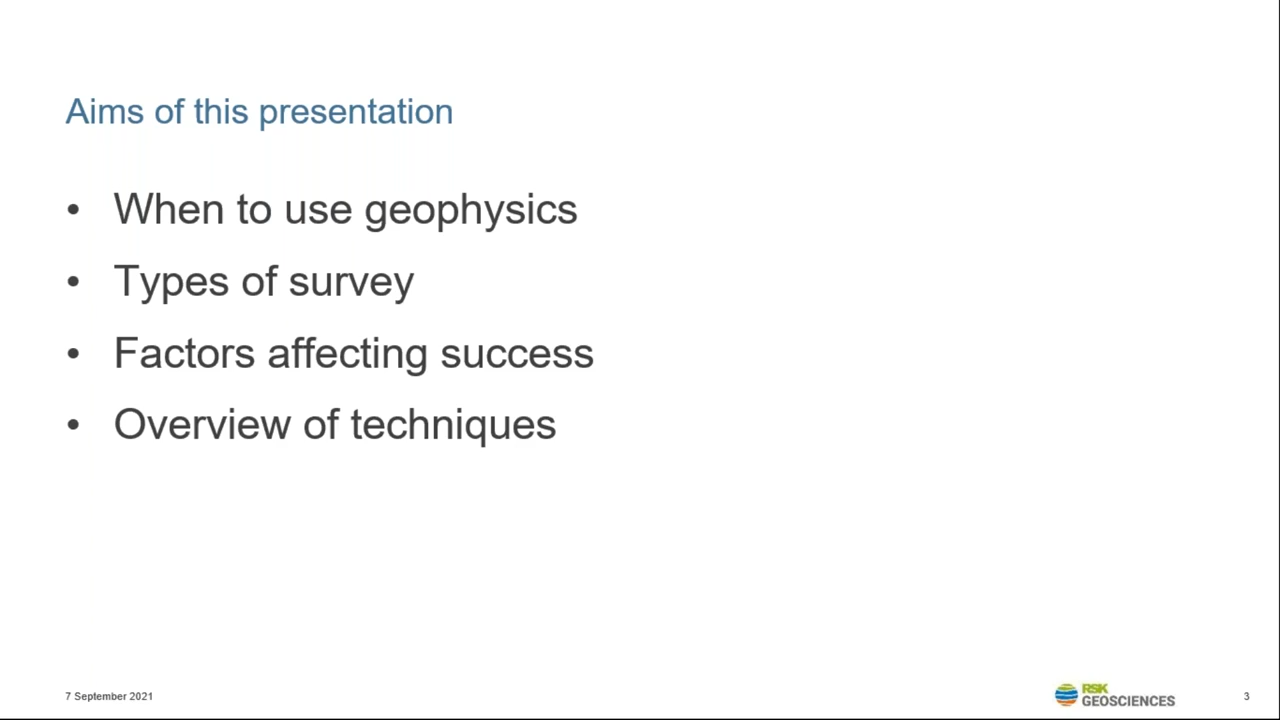 Aims of this presentation
• When to use geophysics
• Types of survey
• Factors affecting success
• Overview of techniques
7 September 2021
RSK
GEOSCIENCES
3